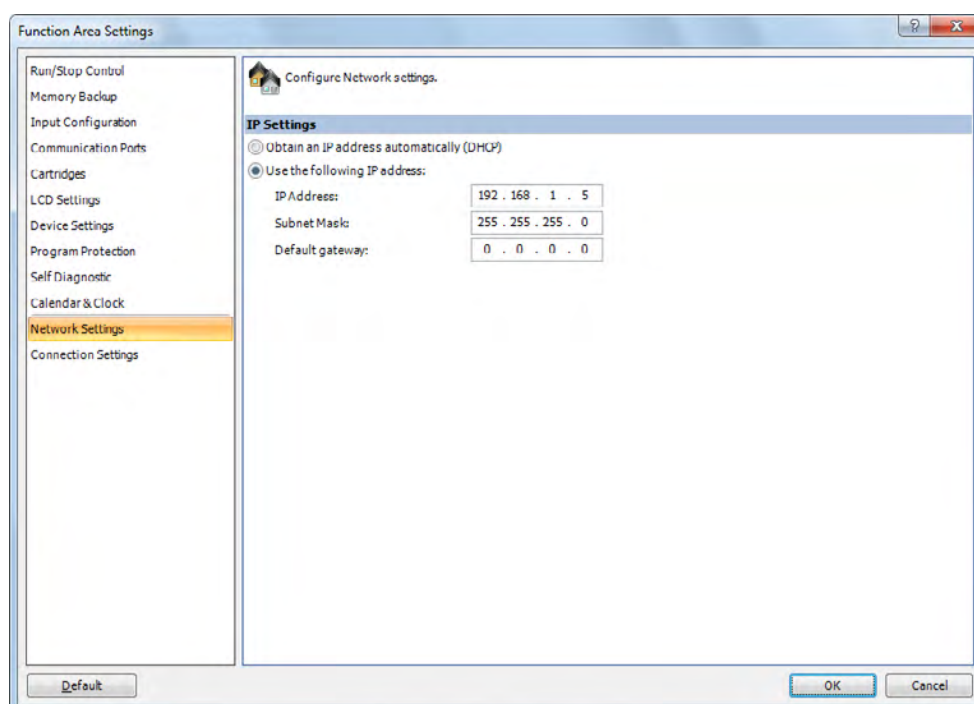 Function Area Settings
Run/Stop Control
Memory Backup
Input Configuration
Communication Ports
Cartridges
LCD Settings
Device Settings
Program Protection
Self Diagnostic
Calendar & Clock
Network Settings
Connection Settings
Configure Network settings.
IP Settings
Obtain an IP address automatically (DHCP)
Use the following IP address:
IP Address: 192 . 168 . 1 . 5
Subnet Mask: 255 . 255 . 255 . 0
Default gateway: 0 . 0 . 0 . 0
Default
OK
Cancel